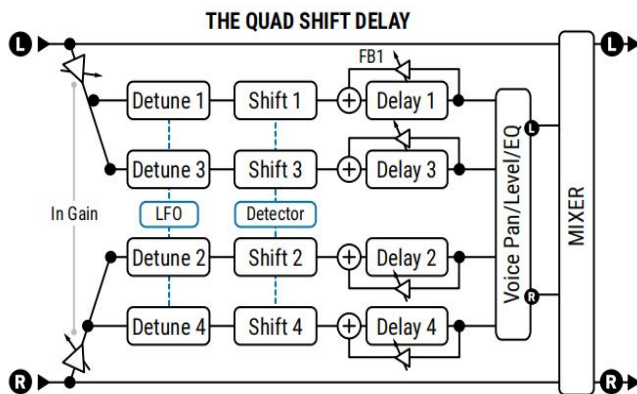 THE QUAD SHIFT DELAY
L
L
FB1
Detune 1
Shift 1
Delay 1
Detune 3
Shift 3
Delay 3
In Gain
LFO
Detector
Detune 2
Shift 2
Delay 2
Detune 4
Shift 4
Delay 4
Voice Pan/Level/EQ
L
R
MIXER
R
R